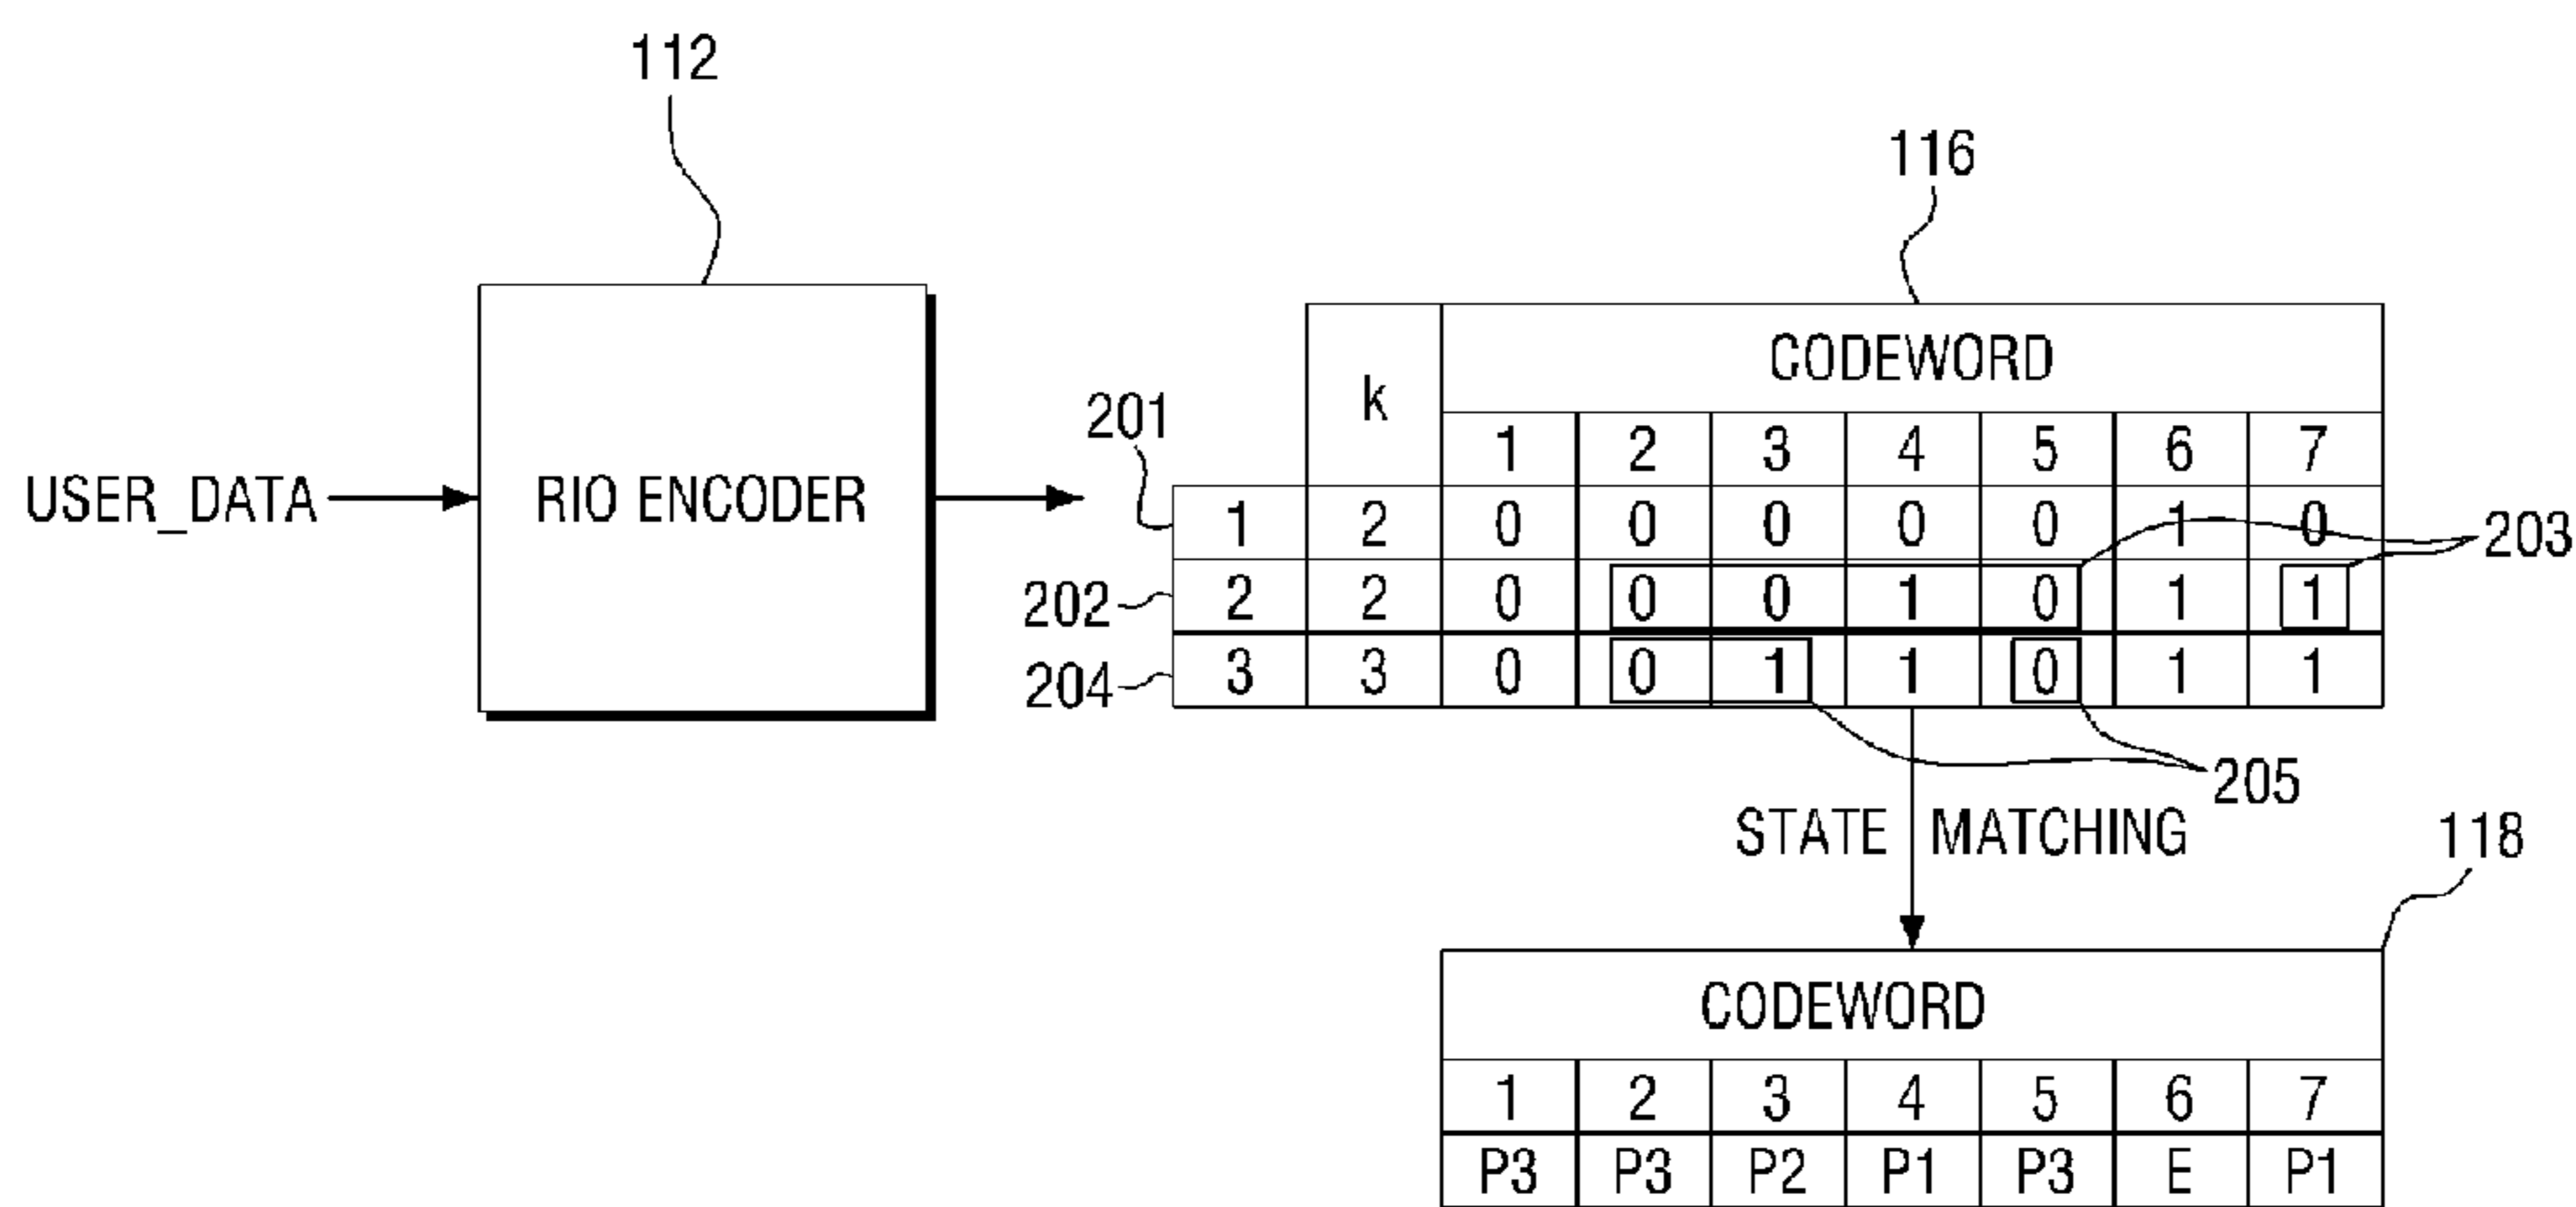 112
116
CODEWORD
k
201
1 2 3 4 5 6 7
USER_DATA
RIO ENCODER
1 2 0 0 0 0 0 1 0
203
202
2 2 0 0 0 1 0 1 1
204
3 3 0 0 1 1 0 1 1
205
STATE MATCHING
118
CODEWORD
1 2 3 4 5 6 7
P3 P3 P2 P1 P3 E P1